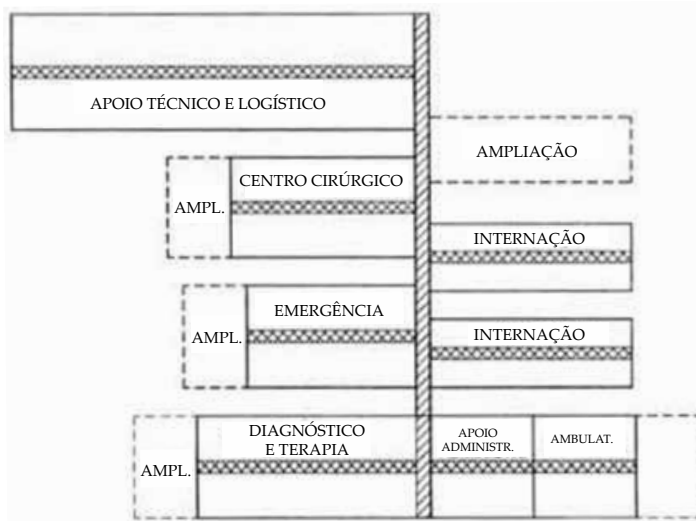 APOIO TÉCNICO E LOGÍSTICO
AMPLIAÇÃO
CENTRO CIRÚRGICO
AMPL.
INTERNAÇÃO
EMERGÊNCIA
AMPL.
INTERNAÇÃO
DIAGNÓSTICO
E TERAPIA
APOIO
ADMINISTR.
AMBULAT.
AMPL.